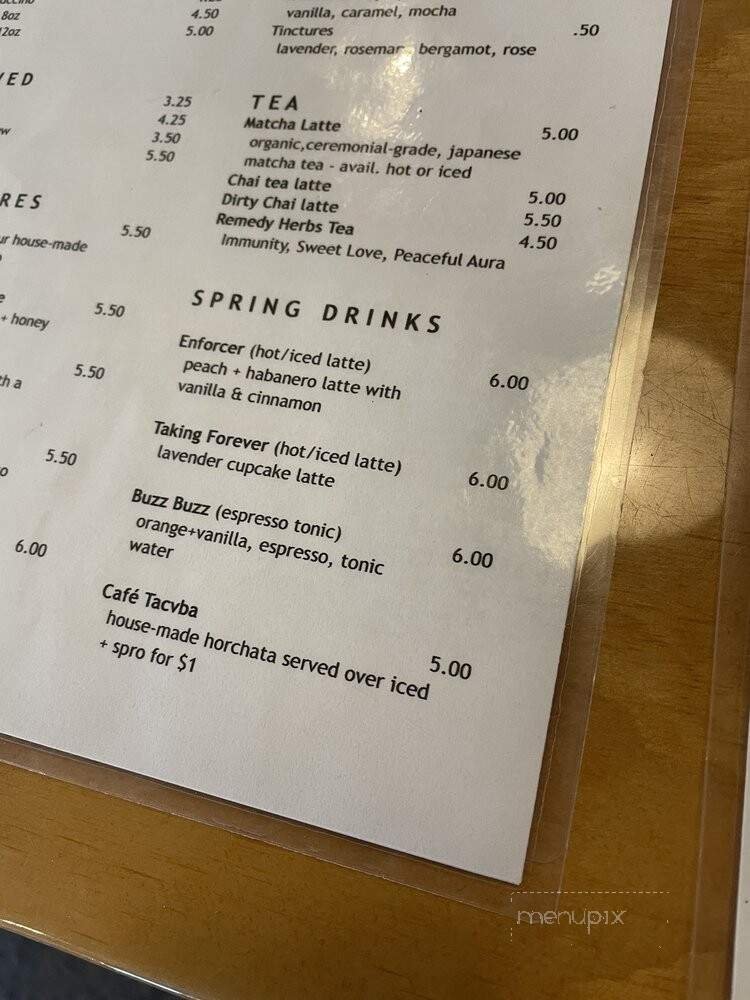 8oz 4.50
2oz 5.00
VED
3.25
4.25
w 3.50
5.50
RES
5.50
ur house-made
5.50
+ honey
5.50
th a
5.50
6.00
vanilla, caramel, mocha
Tinctures .50
lavender, rosemar bergamot, rose
TEA
Matcha Latte 5.00
organic,ceremonial-grade, japanese
matcha tea - avail. hot or iced
Chai tea latte 5.00
Dirty Chai latte 5.50
Remedy Herbs Tea 4.50
Immunity, Sweet Love, Peaceful Aura
SPRING DRINKS
Enforcer (hot/iced latte) 6.00
peach + habanero latte with
vanilla & cinnamon
Taking Forever (hot/iced latte) 6.00
lavender cupcake latte
Buzz Buzz (espresso tonic) 6.00
orange+vanilla, espresso, tonic
water
Café Tacvba 5.00
house-made horchata served over iced
+ spro for $1
menupix